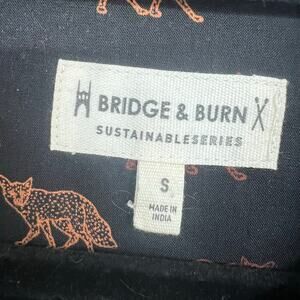 BRIDGE & BURN
SUSTAINABLESERIES
S
MADE IN
INDIA